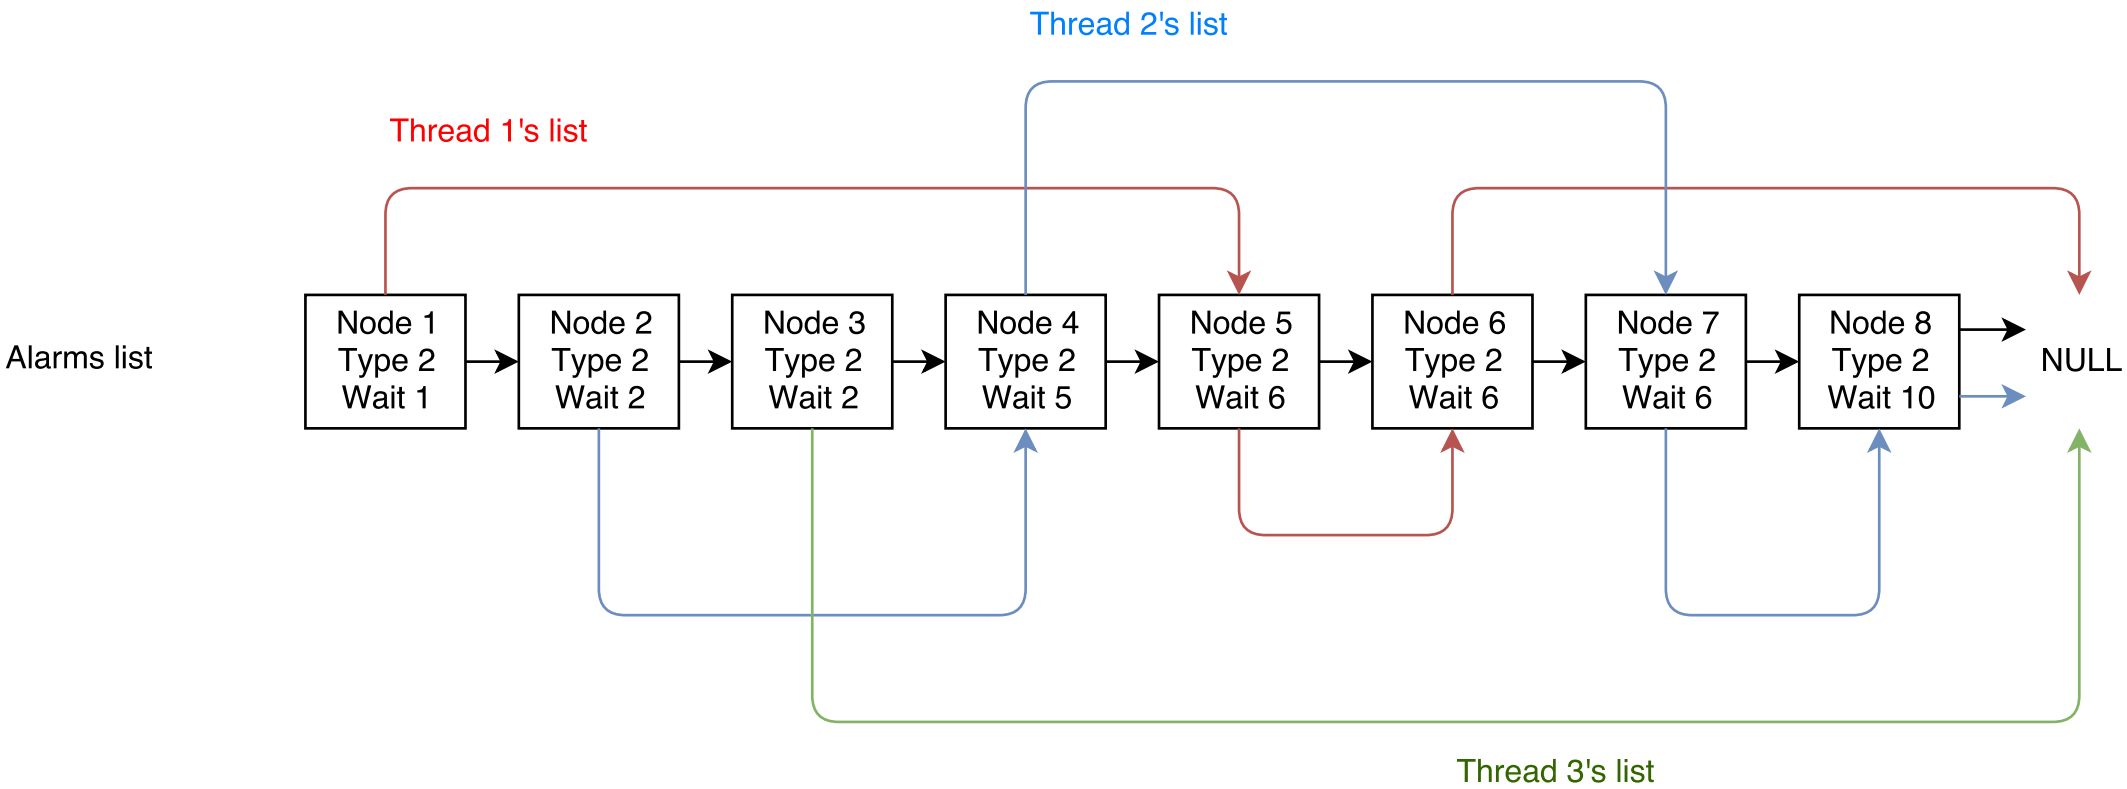 Thread 2's list
Thread 1's list
Alarms list
Node 1
Type 2
Wait 1
Node 2
Type 2
Wait 2
Node 3
Type 2
Wait 2
Node 4
Type 2
Wait 5
Node 5
Type 2
Wait 6
Node 6
Type 2
Wait 6
Node 7
Type 2
Wait 6
Node 8
Type 2
Wait 10
NULL
Thread 3's list